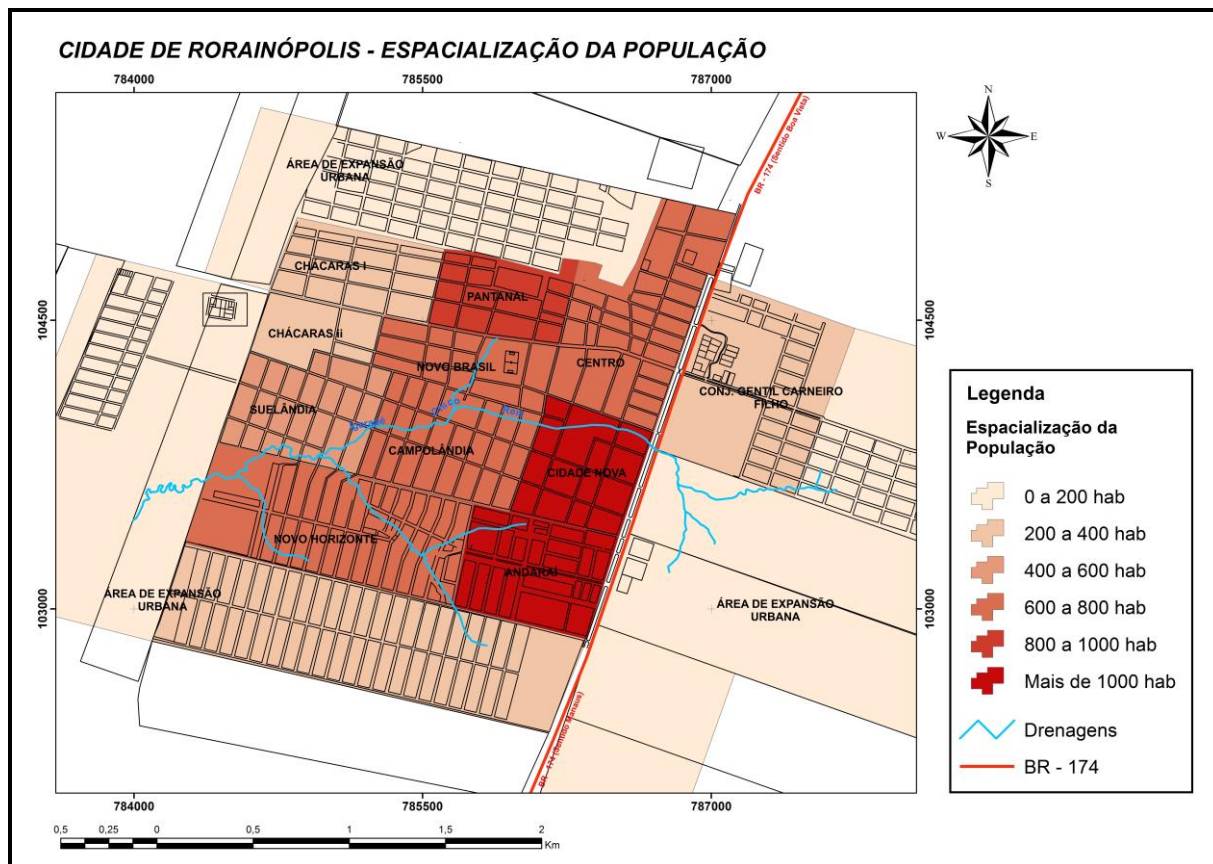 CIDADE DE RORAINÓPOLIS - ESPACIALIZAÇÃO DA POPULAÇÃO
784000
785500
787000
N
W
E
S
BR - 174 (Sentido Boa Vista)
ÁREA DE EXPANSÃO
URBANA
CHÁCARAS I
PANTANAL
104500
104500
CHÁCARAS ii
NOVO BRASIL
CENTRO
CONJ. GENTIL CARNEIRO
FILHO
SUELÂNDIA
Igarapé
Chico
Reis
CAMPOLÂNDIA
CIDADE NOVA
NOVO HORIZONTE
ANDARAÍ
ÁREA DE EXPANSÃO
URBANA
ÁREA DE EXPANSÃO
URBANA
103000
103000
BR - 174 (Sentido Manaus)
784000
785500
787000
Legenda
Espacialização da
População
0 a 200 hab
200 a 400 hab
400 a 600 hab
600 a 800 hab
800 a 1000 hab
Mais de 1000 hab
Drenagens
BR - 174
0,5 0,25 0 0,5 1 1,5 2
Km